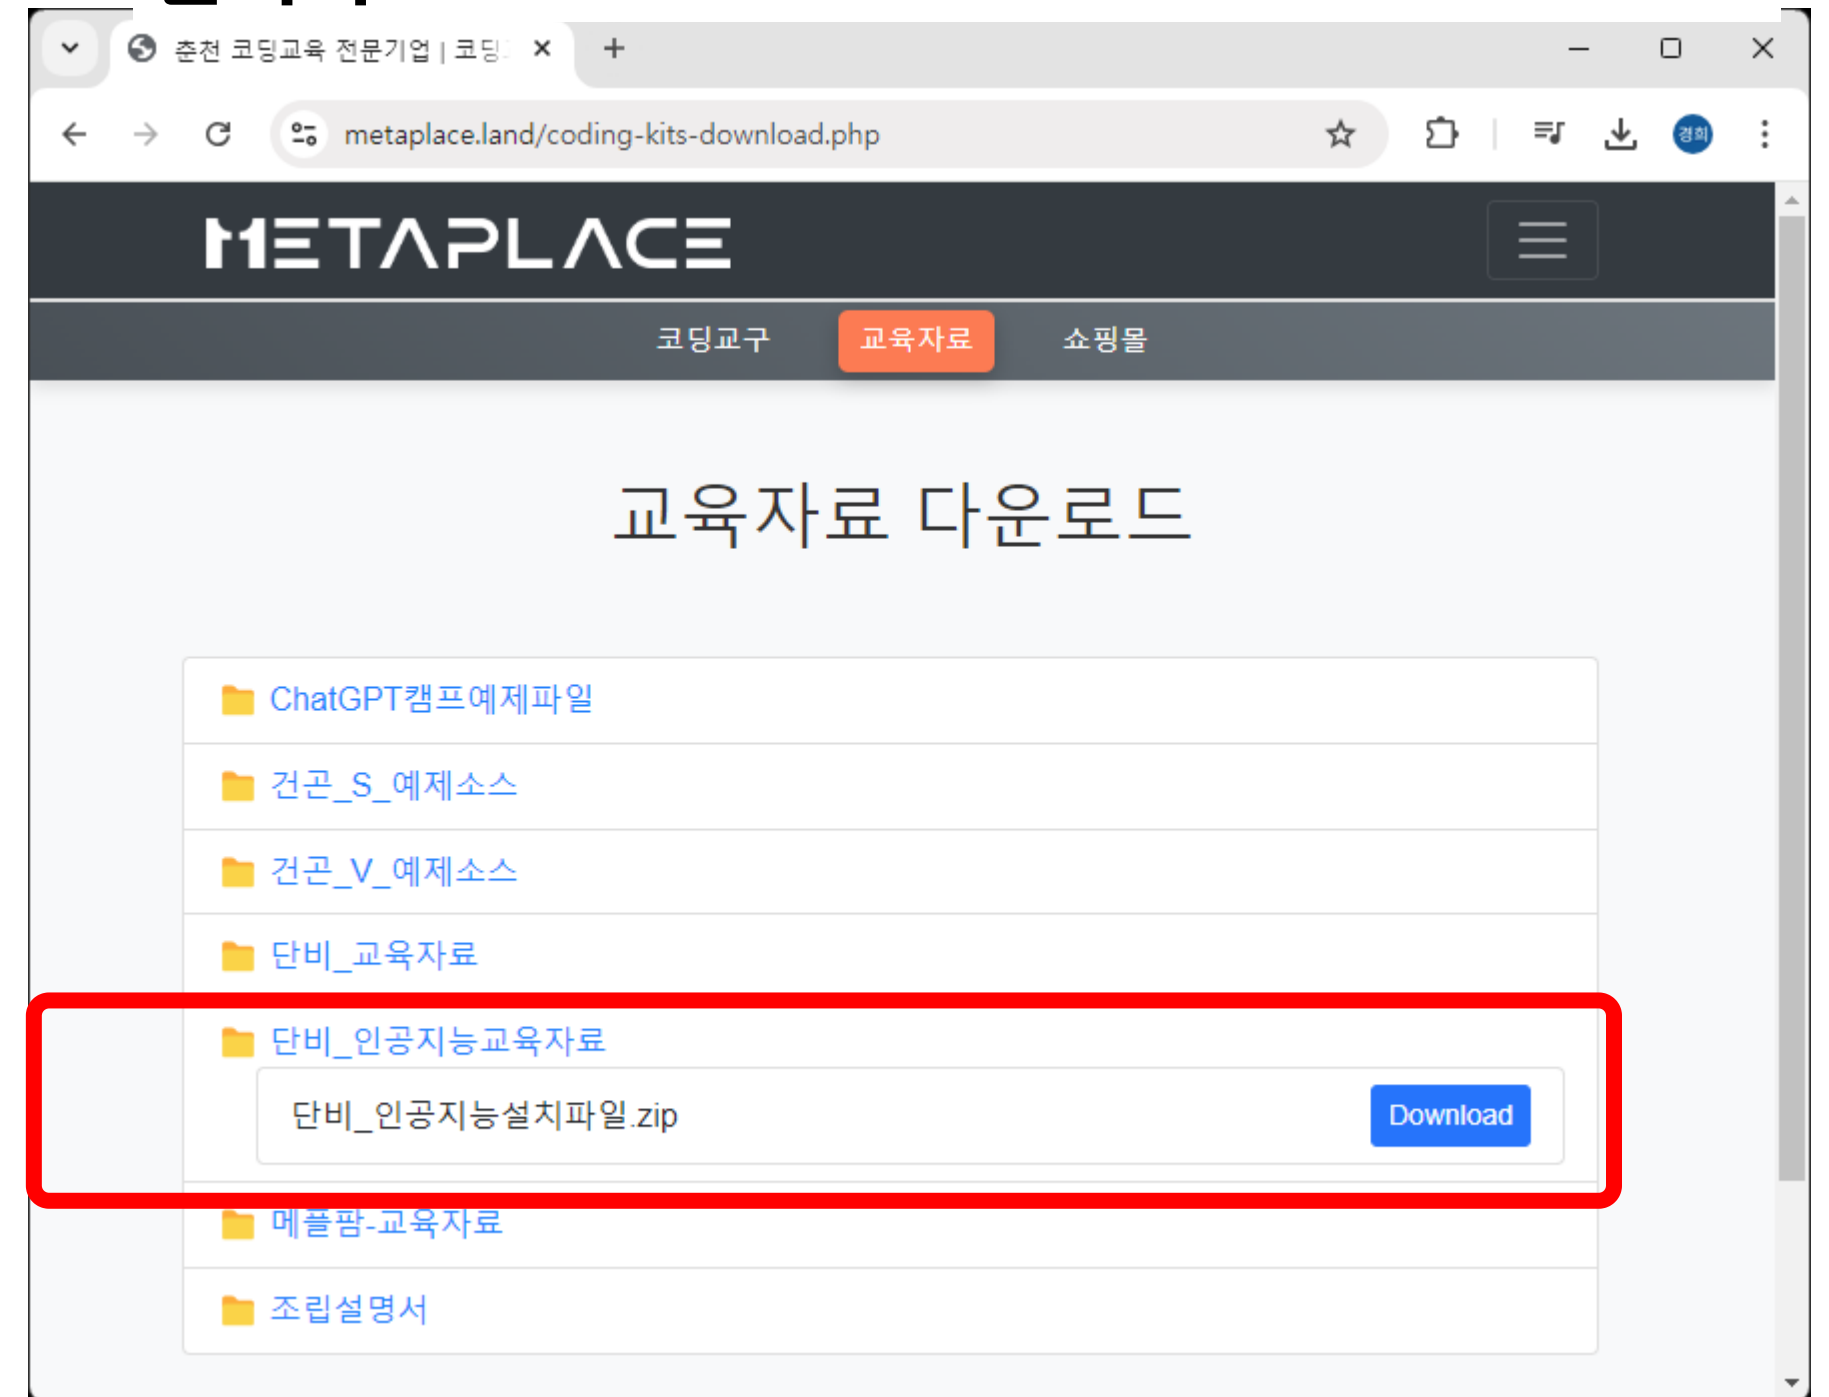 춘천 코딩교육 전문기업 | 코딩
metaplace.land/coding-kits-download.php
경희
METAPLACE
코딩교구 교육자료 쇼핑몰
교육자료 다운로드
ChatGPT캠프예제파일
건곤_S_예제소스
건곤_V_예제소스
단비_교육자료
단비_인공지능교육자료
단비_인공지능설치파일.zip Download
메플팜-교육자료
조립설명서